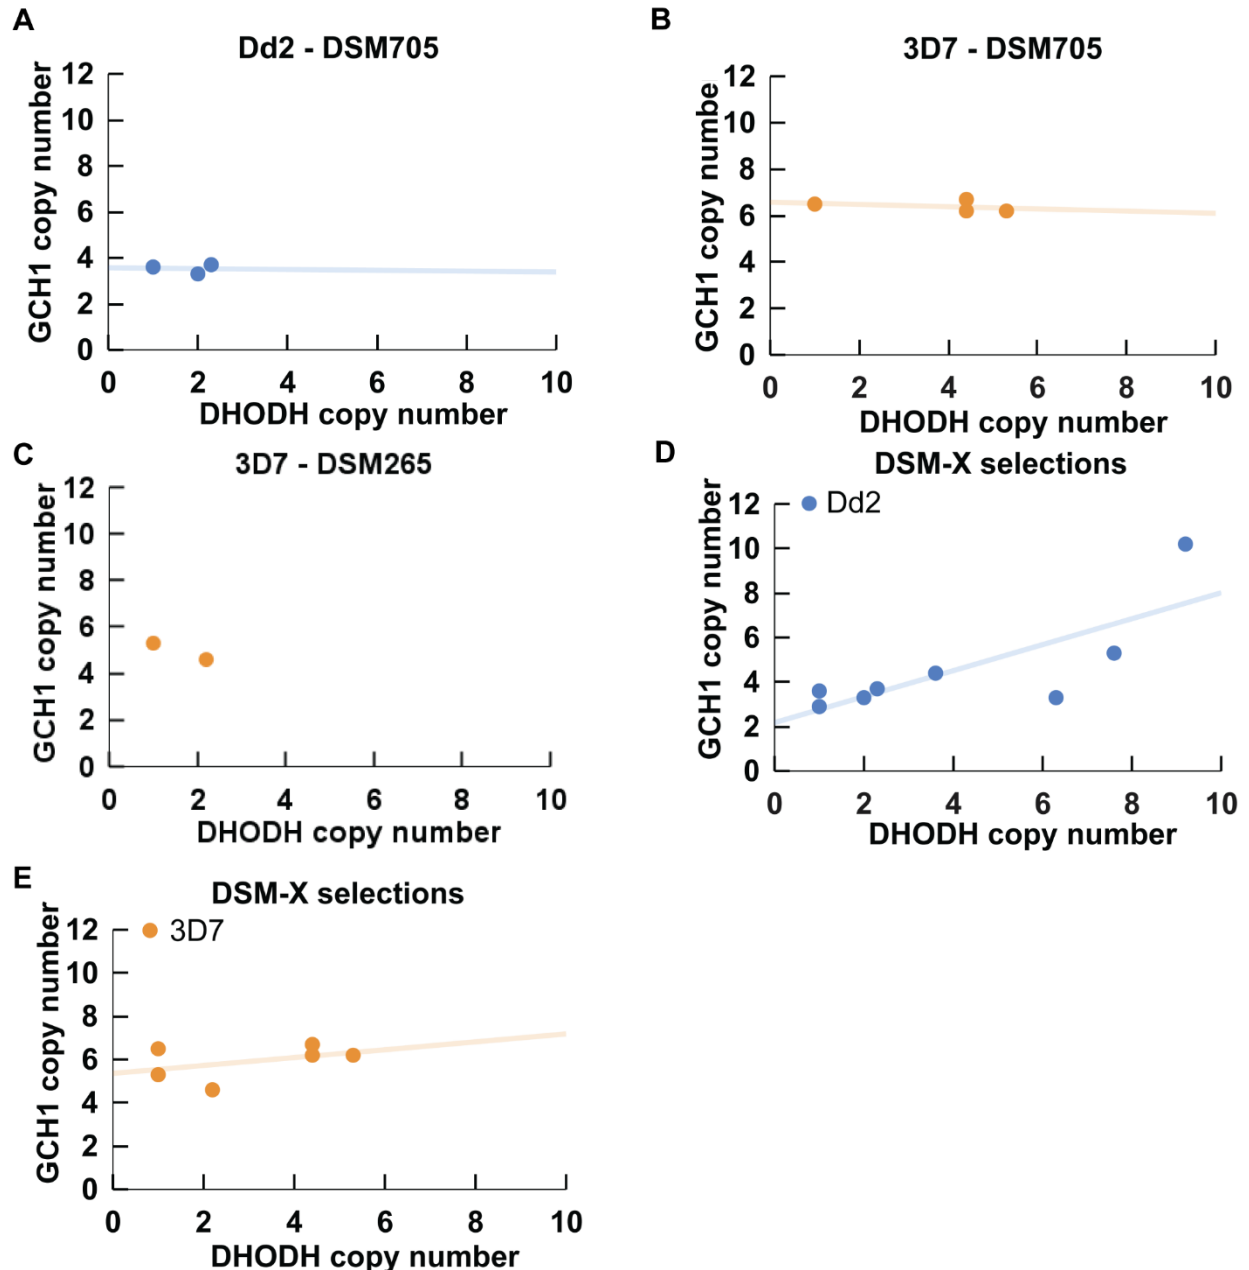 A
Dd2 - DSM705
GCH1 copy number
12
10
8
6
4
2
0
0 2 4 6 8 10
DHODH copy number
B
3D7 - DSM705
GCH1 copy numbe
12
10
8
6
4
2
0
0 2 4 6 8 10
DHODH copy number
C
3D7 - DSM265
GCH1 copy number
12
10
8
6
4
2
0
0 2 4 6 8 10
DHODH copy number
D
DSM-X selections
Dd2
GCH1 copy number
12
10
8
6
4
2
0
0 2 4 6 8 10
DHODH copy number
E
DSM-X selections
3D7
GCH1 copy number
12
10
8
6
4
2
0
0 2 4 6 8 10
DHODH copy number